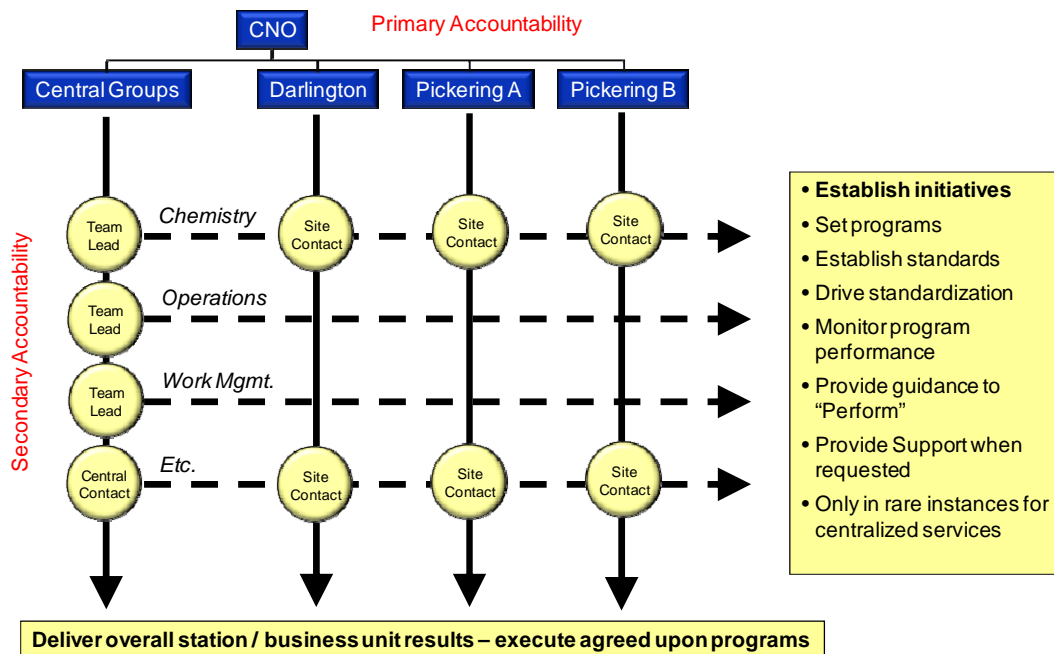 CNO
Primary Accountability
Central Groups
Darlington
Pickering A
Pickering B
Secondary Accountability
Team
Lead
Chemistry
Site
Contact
Site
Contact
Site
Contact
Team
Lead
Operations
Team
Lead
Work Mgmt.
Central
Contact
Etc.
Site
Contact
Site
Contact
Site
Contact
• Establish initiatives
• Set programs
• Establish standards
• Drive standardization
• Monitor program
performance
• Provide guidance to
“Perform”
• Provide Support when
requested
• Only in rare instances for
centralized services
Deliver overall station / business unit results – execute agreed upon programs